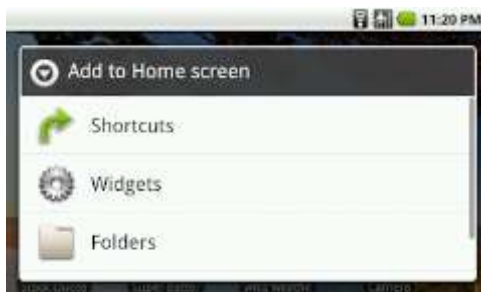 11:20 PM
Add to Home screen
Shortcuts
Widgets
Folders